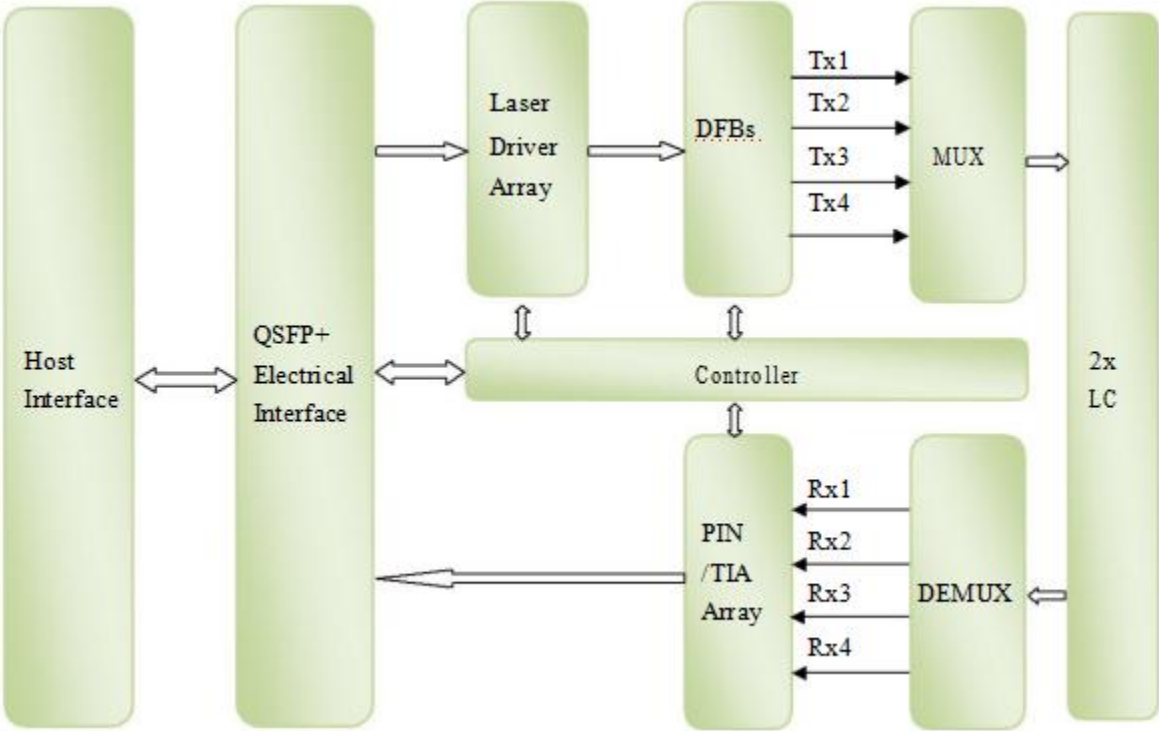 Host
Interface
QSFP+
Electrical
Interface
Laser
Driver
Array
DFBs
Tx1
Tx2
Tx3
Tx4
MUX
Controller
2x
LC
PIN
/TIA
Array
Rx1
Rx2
Rx3
Rx4
DEMUX